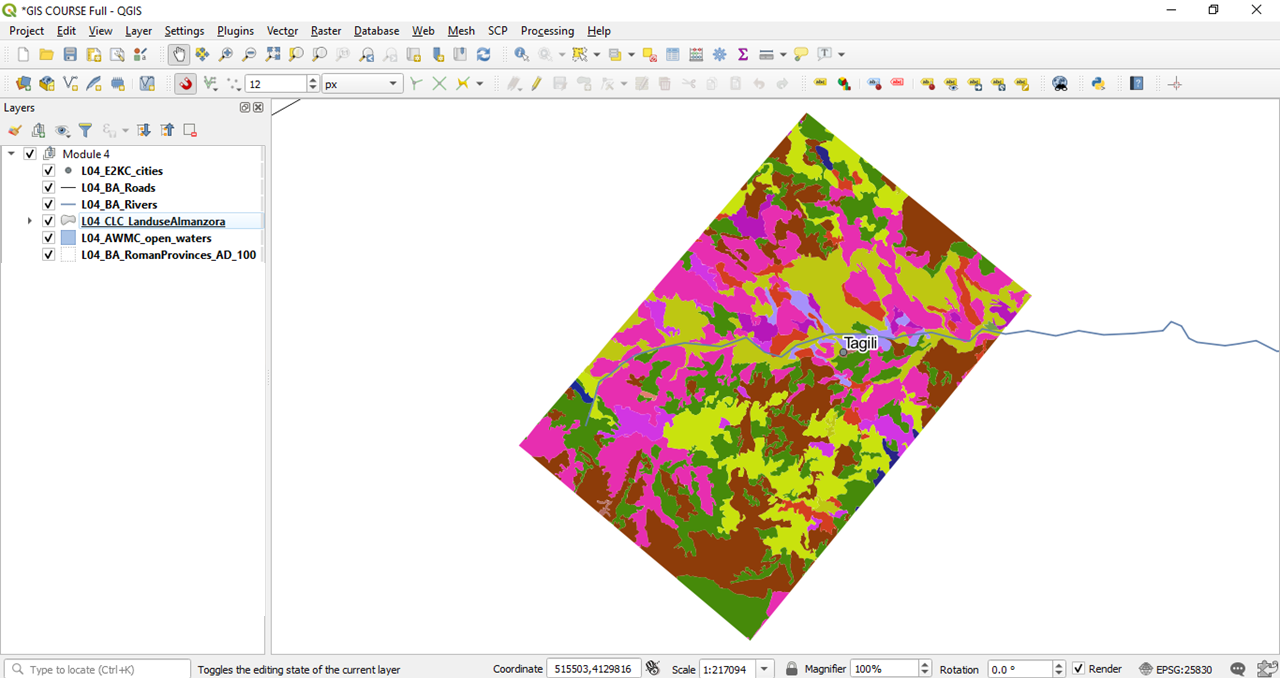 *GIS COURSE Full - QGIS
Project Edit View Layer Settings Plugins Vector Raster Database Web Mesh SCP Processing Help
12 px
Layers
Module 4
L04_E2KC_cities
L04_BA_Roads
L04_BA_Rivers
L04_CLC_LanduseAlmanzora
L04_AWMC_open_waters
L04_BA_RomanProvinces_AD_100
Tagili
Type to locate (Ctrl+K) Toggles the editing state of the current layer Coordinate 515503,4129816 Scale 1:217094 Magnifier 100% Rotation 0.0 ° Render EPSG:25830